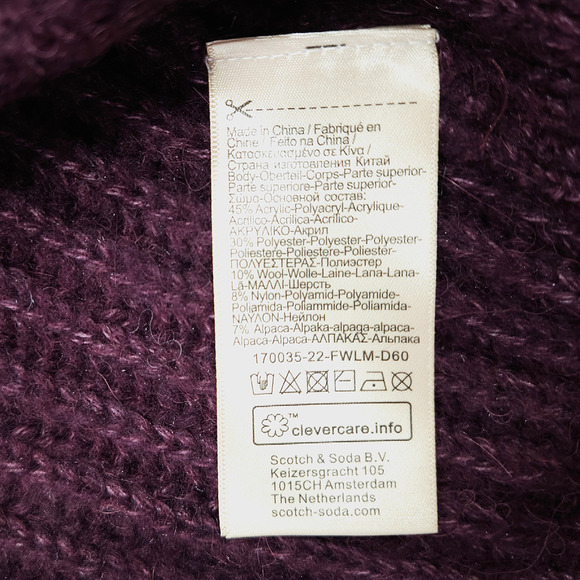 Made in China / Fabriqué en
Chine / Feito na China /
Κατασκευασμένο σε Κίνα /
Страна изготовления Китай
Body-Oberteil-Corps-Parte superior-
Parte superiore-Parte superior-
Σώμα-Основной состав:
45% Acrylic-Polyacryl-Acrylique-
Acrílico-Acrilica-Acrílico-
ΑΚΡΥΛΙΚΟ-Акрил
30% Polyester-Polyester-Polyester-
Poliestere-Poliestere-Poliéster-
ΠΟΛΥΕΣΤΕΡΑΣ-Полиэстер
10% Wool-Wolle-Laine-Lana-Lana-
Lã-ΜΑΛΛΙ-Шерсть
8% Nylon-Polyamid-Polyamide-
Poliamida-Poliammide-Poliamida-
ΝΑΥΛΟΝ-Нейлон
7% Alpaca-Alpaka-alpaga-alpaca-
Alpaca-Alpaca-ΑΛΠΑΚΑΣ-Альпака
170035-22-FWLM-D60
™ clevercare.info
Scotch & Soda B.V.
Keizersgracht 105
1015CH Amsterdam
The Netherlands
scotch-soda.com